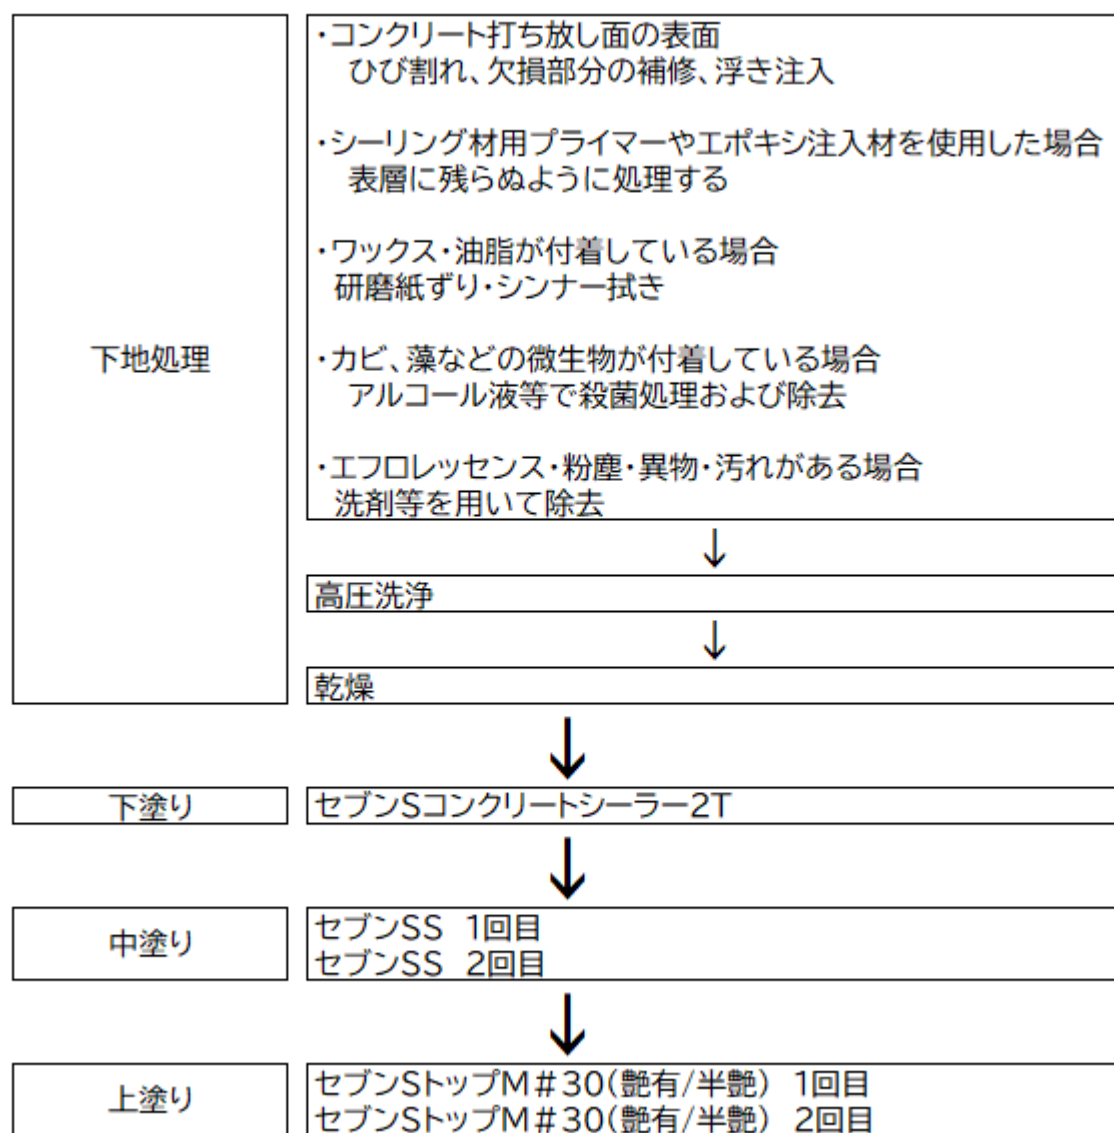 下地処理
・コンクリート打ち放し面の表面
ひび割れ、欠損部分の補修、浮き注入
・シーリング材用プライマーやエポキシ注入材を使用した場合
表層に残らぬように処理する
・ワックス・油脂が付着している場合
研磨紙ずり・シンナー拭き
・カビ、藻などの微生物が付着している場合
アルコール液等で殺菌処理および除去
・エフロレッセンス・粉塵・異物・汚れがある場合
洗剤等を用いて除去
↓
高圧洗浄
↓
乾燥
↓
下塗り
セブンSコンクリートシーラー2T
↓
中塗り
セブンSS 1回目
セブンSS 2回目
↓
上塗り
セブンSトップM#30(艶有/半艶) 1回目
セブンSトップM#30(艶有/半艶) 2回目